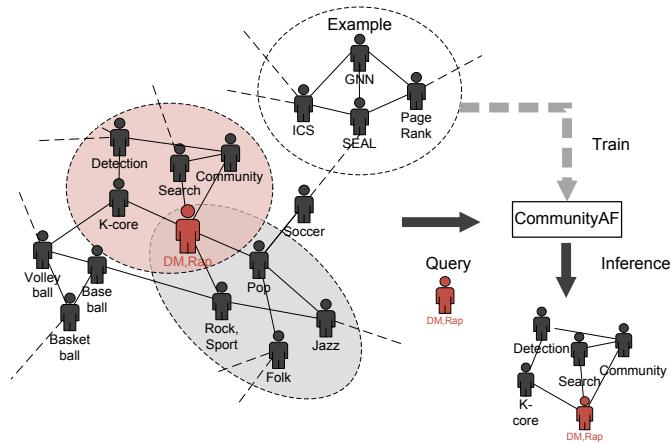 Example
GNN
ICS
SEAL
Page
Rank
Train
Detection
Search
Community
K-core
DM,Rap
Soccer
CommunityAF
Query
Inference
Volley
ball
Base
ball
Basket
ball
Pop
Rock,
Sport
Jazz
Folk
DM,Rap
Detection
Search
Community
K-
core
DM,Rap